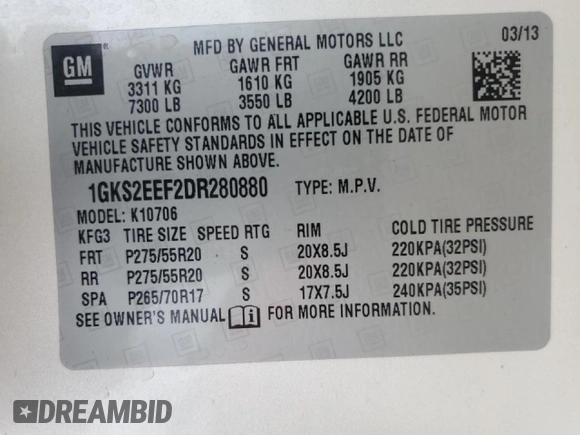 GM
®
MFD BY GENERAL MOTORS LLC
03/13
GVWR GAWR FRT GAWR RR
3311 KG 1610 KG 1905 KG
7300 LB 3550 LB 4200 LB
THIS VEHICLE CONFORMS TO ALL APPLICABLE U.S. FEDERAL MOTOR
VEHICLE SAFETY STANDARDS IN EFFECT ON THE DATE OF
MANUFACTURE SHOWN ABOVE.
1GKS2EEF2DR280880 TYPE: M.P.V.
MODEL: K10706
KFG3 TIRE SIZE SPEED RTG RIM COLD TIRE PRESSURE
FRT P275/55R20 S 20X8.5J 220KPA(32PSI)
RR P275/55R20 S 20X8.5J 220KPA(32PSI)
SPA P265/70R17 S 17X7.5J 240KPA(35PSI)
SEE OWNER'S MANUAL i FOR MORE INFORMATION.
DREAMBID